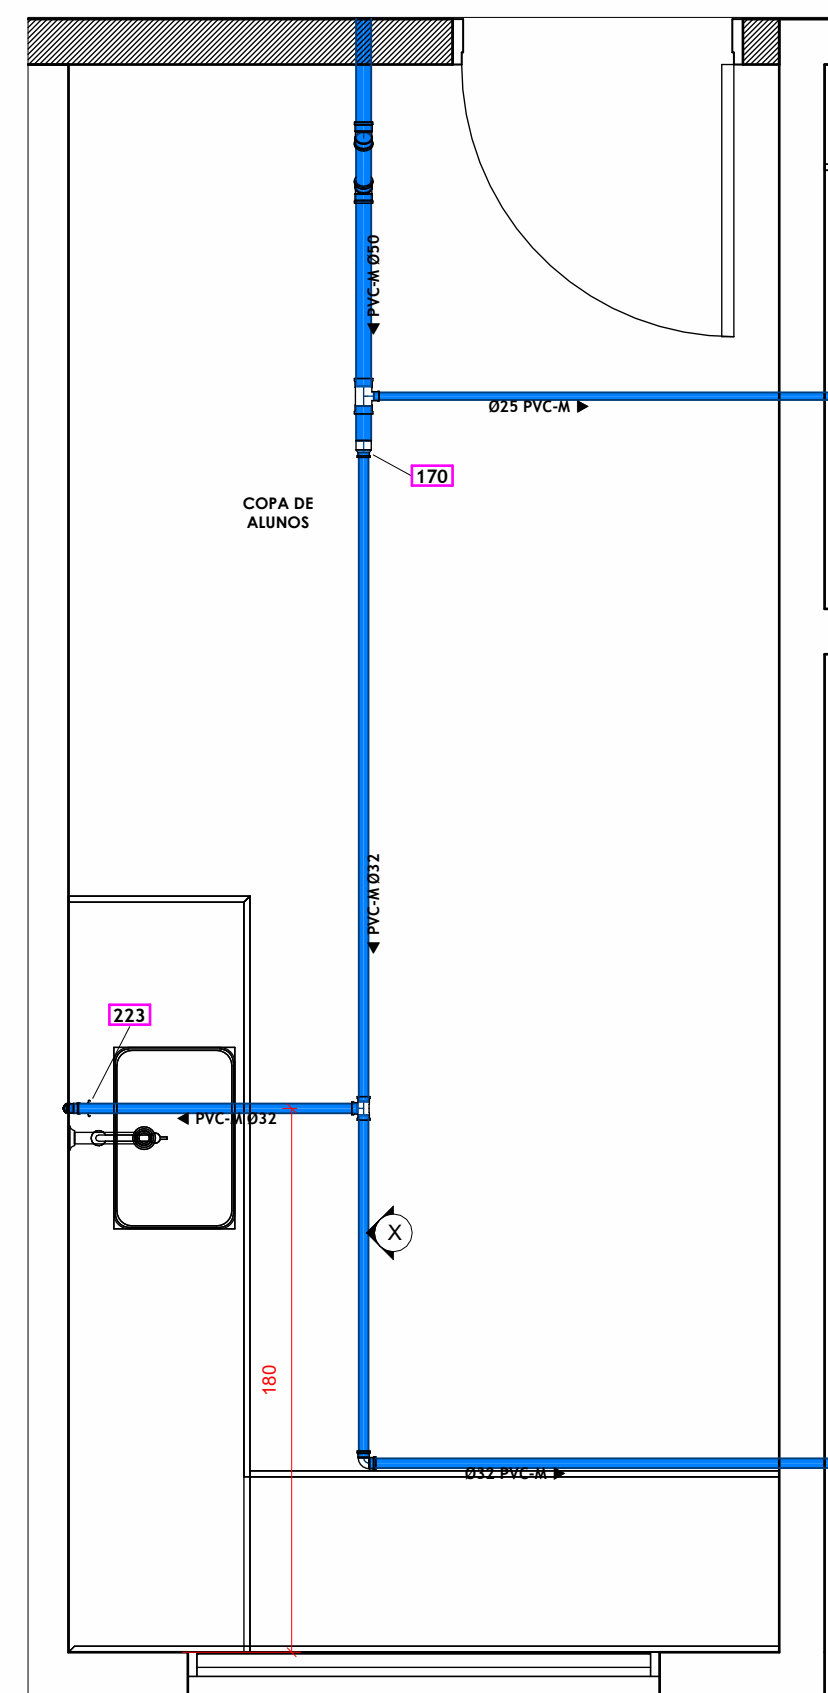 PVC-M Ø50
Ø25 PVC-M
170
COPA DE
ALUNOS
PVC-M Ø32
223
PVC-M Ø32
X
180
Ø32 PVC-M